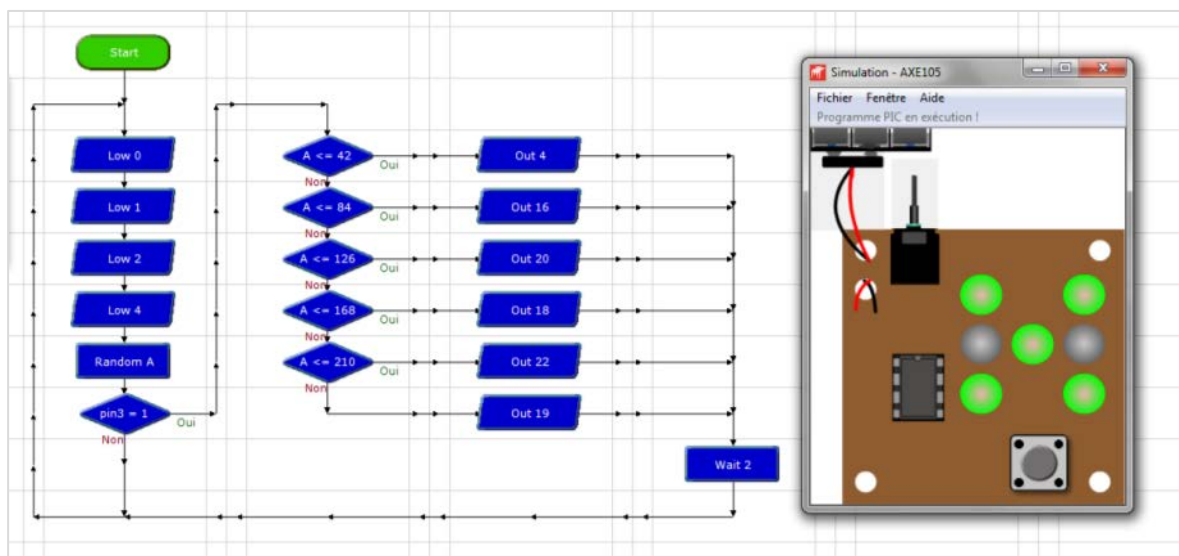 Start
Low 0
Low 1
Low 2
Low 4
Random A
pin3 = 1
Oui
Non
A <= 42
Oui
Non
A <= 84
Oui
Non
A <= 126
Oui
Non
A <= 168
Oui
Non
A <= 210
Oui
Non
Out 4
Out 16
Out 20
Out 18
Out 22
Out 19
Wait 2
Simulation - AXE105
Fichier Fenêtre Aide
Programme PIC en exécution !